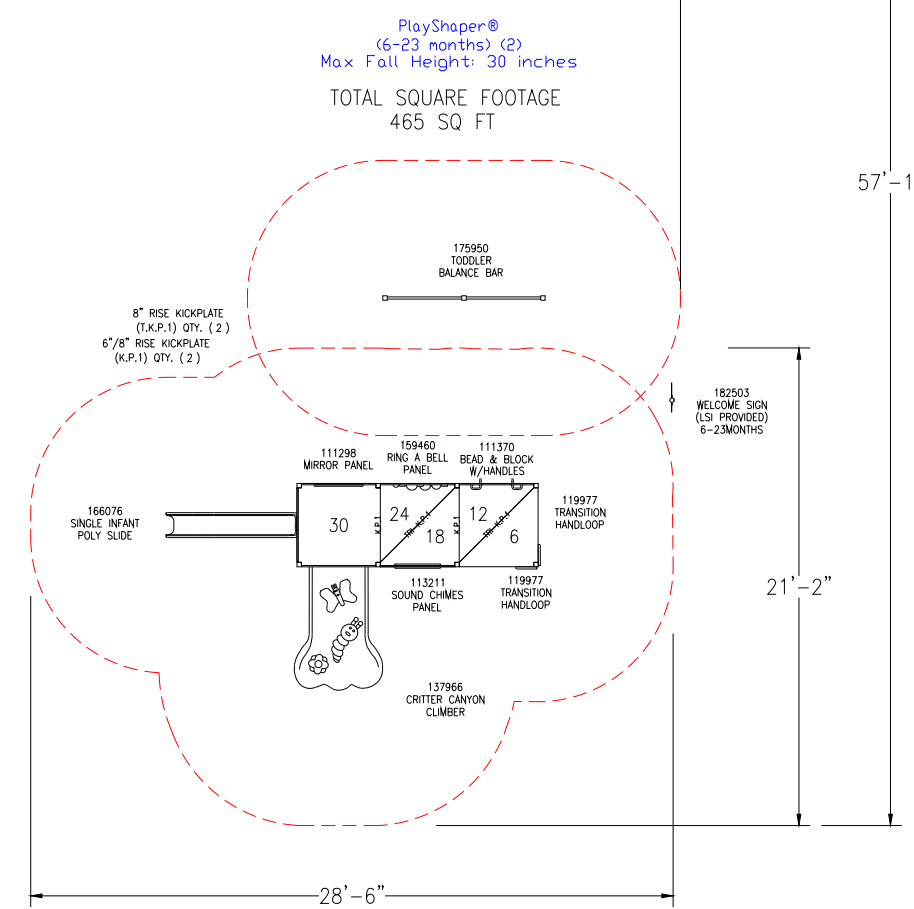 PlayShaper®
(6-23 months) (2)
Max Fall Height: 30 inches
TOTAL SQUARE FOOTAGE
465 SQ FT
57'-1
175950
TODDLER
BALANCE BAR
8" RISE KICKPLATE
(T.K.P.1) QTY. ( 2 )
6"/8" RISE KICKPLATE
(K.P.1) QTY. ( 2 )
182503
WELCOME SIGN
(LSI PROVIDED)
6-23MONTHS
111298
MIRROR PANEL
159460
RING A BELL
PANEL
111370
BEAD & BLOCK
W/HANDLES
166076
SINGLE INFANT
POLY SLIDE
30
K.P.1
24
TRI-K.P.1
18
K.P.1
12
TRI-K.P.1
6
119977
TRANSITION
HANDLOOP
113211
SOUND CHIMES
PANEL
119977
TRANSITION
HANDLOOP
21'-2"
137966
CRITTER CANYON
CLIMBER
28'-6"